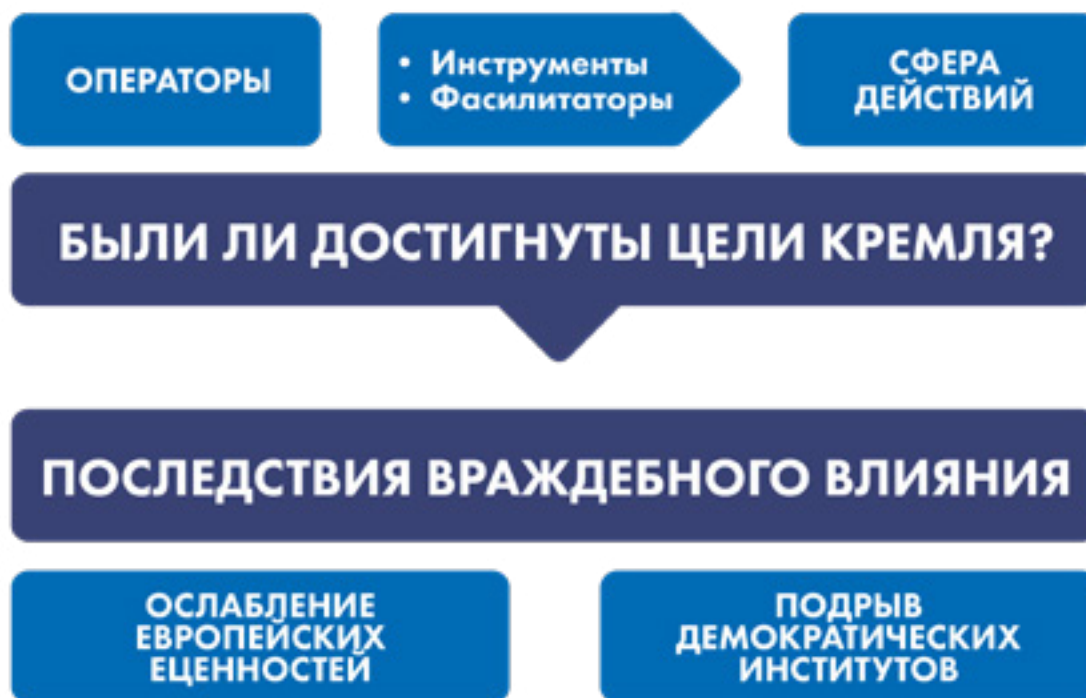 ОПЕРАТОРЫ
• Инструменты
• Фасилитаторы
СФЕРА
ДЕЙСТВИЙ
БЫЛИ ЛИ ДОСТИГНУТЫ ЦЕЛИ КРЕМЛЯ?
ПОСЛЕДСТВИЯ ВРАЖДЕБНОГО ВЛИЯНИЯ
ОСЛАБЛЕНИЕ
ЕВРОПЕЙСКИХ
ЕЦЕННОСТЕЙ
ПОДРЫВ
ДЕМОКРАТИЧЕСКИХ
ИНСТИТУТОВ